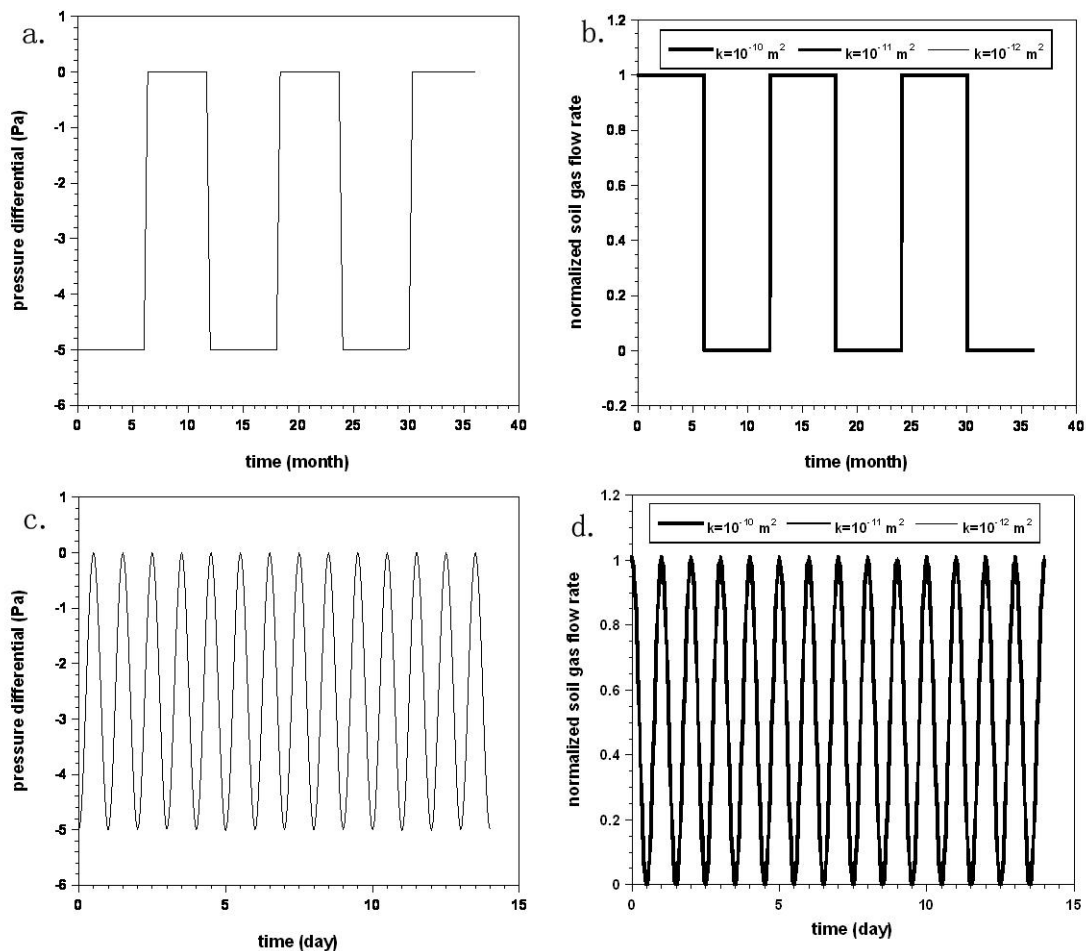 a.
pressure differential (Pa)
1
0
-1
-2
-3
-4
-5
-6
0 5 10 15 20 25 30 35 40
time (month)
b.
k=10⁻¹⁰ m² k=10⁻¹¹ m² k=10⁻¹² m²
normalized soil gas flow rate
1.2
1
0.8
0.6
0.4
0.2
0
-0.2
0 5 10 15 20 25 30 35 40
time (month)
c.
pressure differential (Pa)
1
0
-1
-2
-3
-4
-5
-6
0 5 10 15
time (day)
d.
k=10⁻¹⁰ m² k=10⁻¹¹ m² k=10⁻¹² m²
normalized soil gas flow rate
1.2
1
0.8
0.6
0.4
0.2
0
0 5 10 15
time (day)